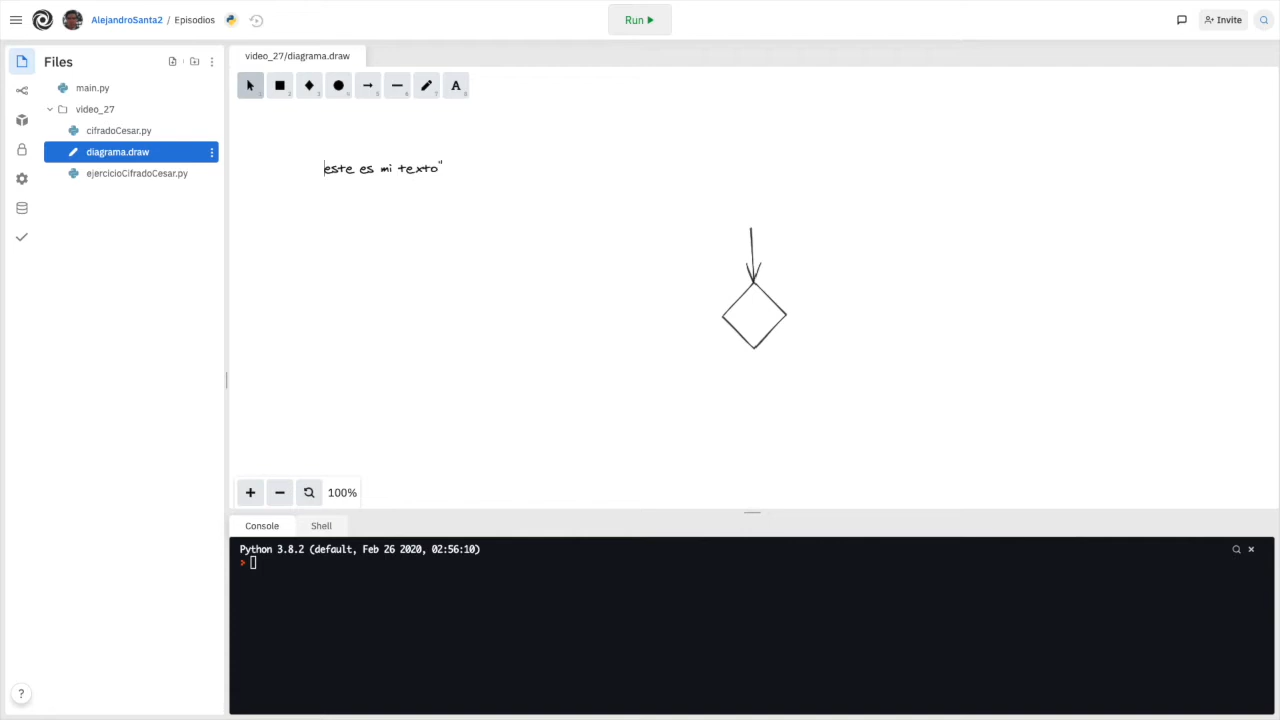 AlejandroSanta2 / Episodios
Run
Invite
Files
video_27/diagrama.draw
main.py
video_27
cifradoCesar.py
diagrama.draw
ejercicioCifradoCesar.py
A
este es mi texto"
100%
Console
Shell
Python 3.8.2 (default, Feb 26 2020, 02:56:10)
>
?